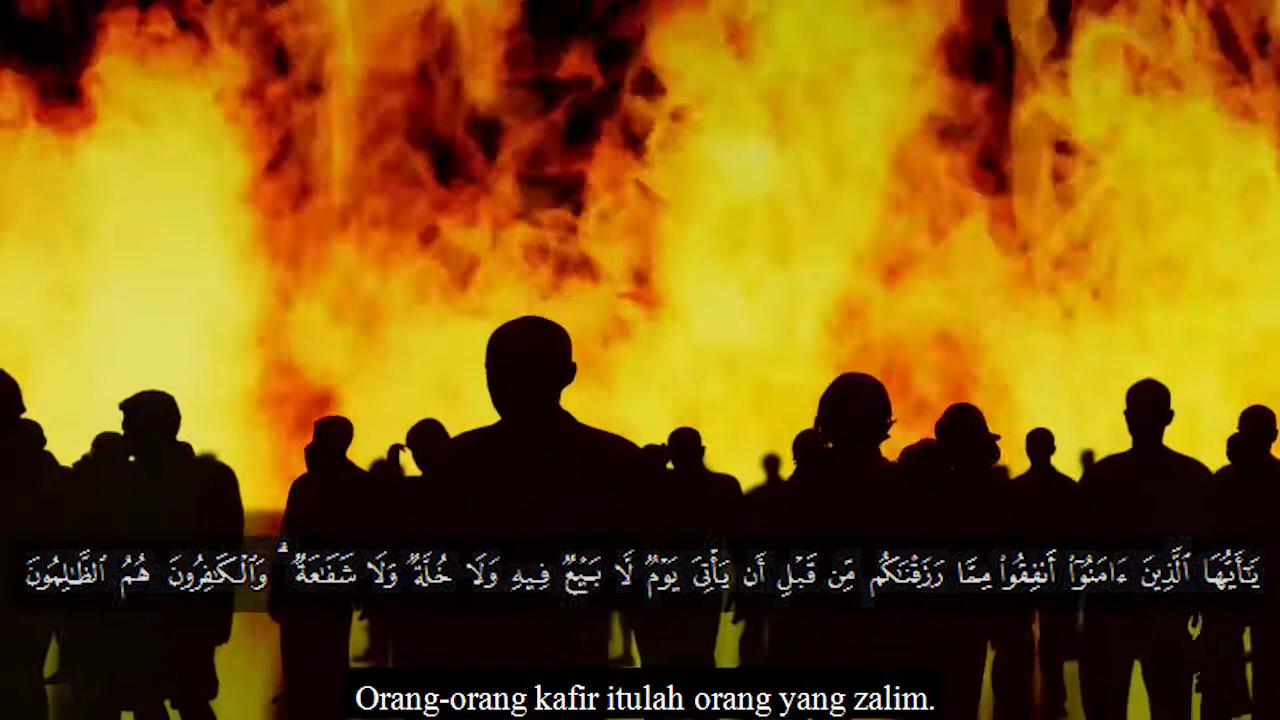 يَـٰٓأَيُّهَا ٱلَّذِينَ ءَامَنُوٓا۟ أَنفِقُوا۟ مِمَّا رَزَقْنَـٰكُم مِّن قَبْلِ أَن يَأْتِىَ يَوْمٌ لَّا بَيْعٌ فِيهِ وَلَا خُلَّةٌ وَلَا شَفَـٰعَةٌ ۗ وَٱلْكَـٰفِرُونَ هُمُ ٱلظَّـٰلِمُونَ
Orang-orang kafir itulah orang yang zalim.